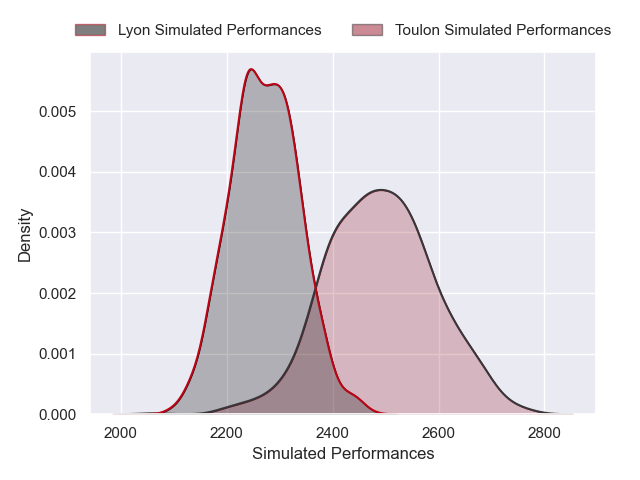 Lyon Simulated Performances
Toulon Simulated Performances
Density
0.005
0.004
0.003
0.002
0.001
0.000
2000
2200
2400
2600
2800
Simulated Performances